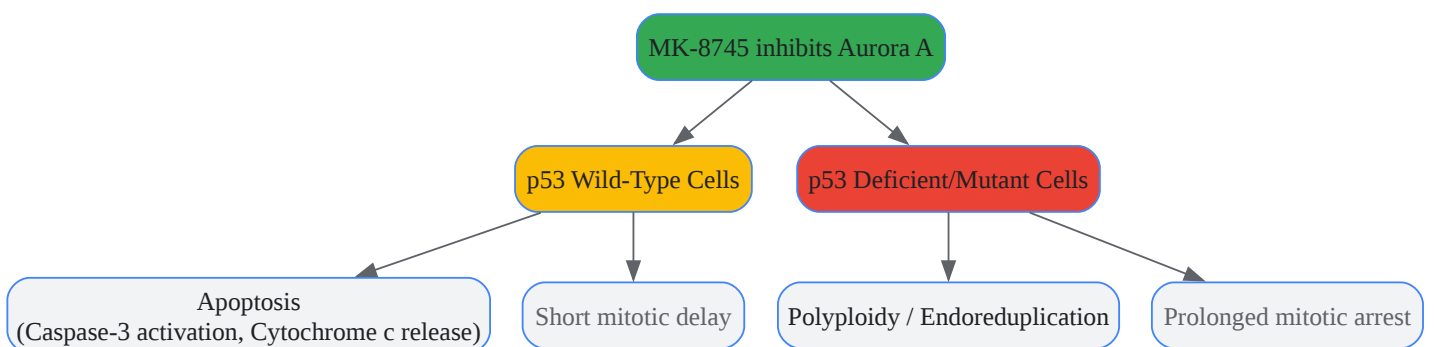 MK-8745 inhibits Aurora A
p53 Wild-Type Cells
p53 Deficient/Mutant Cells
Apoptosis
(Caspase-3 activation, Cytochrome c release)
Short mitotic delay
Polyploidy / Endoreduplication
Prolonged mitotic arrest